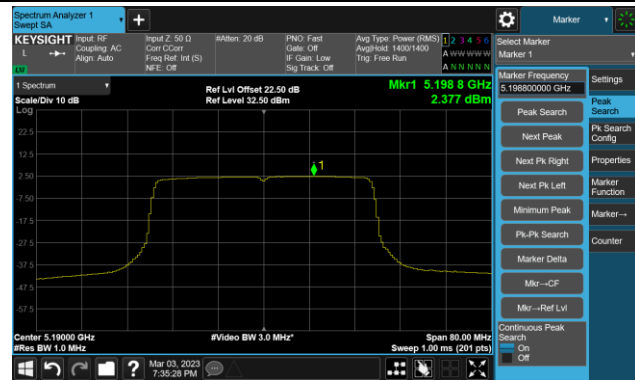 Spectrum Analyzer 1
Swept SA
Marker
KEYSIGHT
L
Input: RF
Coupling: AC
Align: Auto
Input Z: 50 Ω
Corr CCorr
Freq Ref: Int (S)
NFE: Off
#Atten: 20 dB
PNO: Fast
Gate: Off
IF Gain: Low
Sig Track: Off
Avg Type: Power (RMS)
Avg|Hold: 1400/1400
Trig: Free Run
1 2 3 4 5 6
A W W W W W
A N N N N N
Select Marker
Marker 1
1 Spectrum
Scale/Div 10 dB
Log
Ref Lvl Offset 22.50 dB
Ref Level 32.50 dBm
Mkr1 5.198 8 GHz
2.377 dBm
22.5
12.5
2.50
-7.50
-17.5
-27.5
-37.5
-47.5
-57.5
1
Center 5.19000 GHz
#Res BW 1.0 MHz
#Video BW 3.0 MHz*
Span 80.00 MHz
Sweep 1.00 ms (201 pts)
Marker Frequency
5.198800000 GHz
Peak Search
Next Peak
Next Pk Right
Next Pk Left
Minimum Peak
Pk-Pk Search
Marker Delta
Mkr→CF
Mkr→Ref Lvl
Continuous Peak
Search
On
Off
Settings
Peak
Search
Pk Search
Config
Properties
Marker
Function
Marker→
Counter
?
Mar 03, 2023
7:35:28 PM